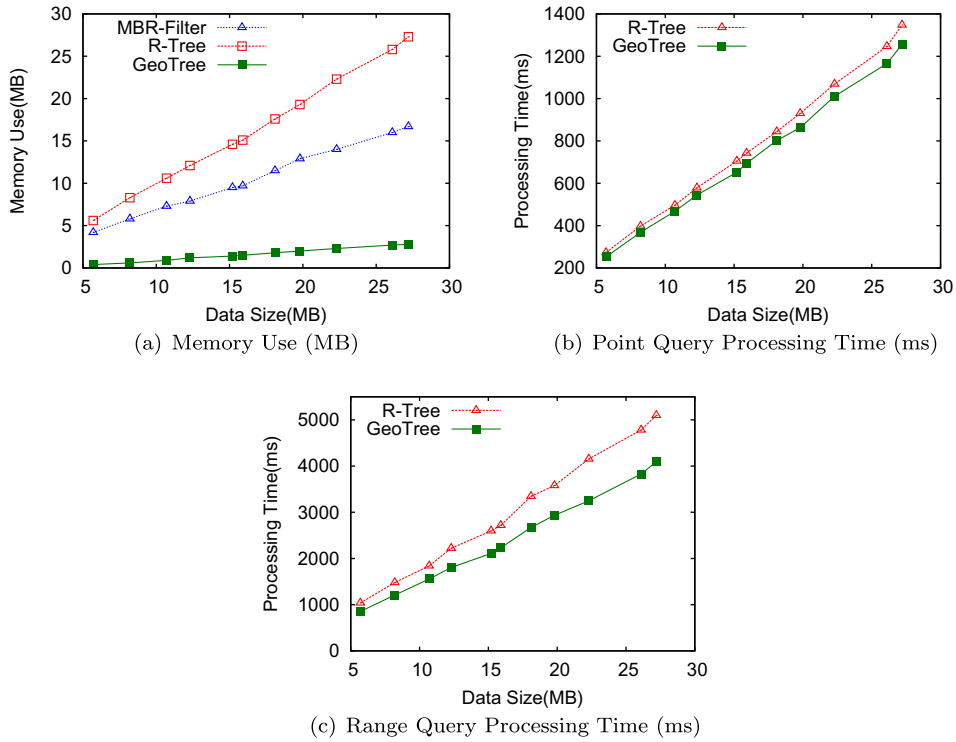 MBR-Filter
R-Tree
GeoTree
30
25
20
15
10
5
0
Memory Use(MB)
5 10 15 20 25 30
Data Size(MB)
(a) Memory Use (MB)
R-Tree
GeoTree
1400
1200
1000
800
600
400
200
Processing Time(ms)
5 10 15 20 25 30
Data Size(MB)
(b) Point Query Processing Time (ms)
R-Tree
GeoTree
5000
4000
3000
2000
1000
0
Processing Time(ms)
5 10 15 20 25 30
Data Size(MB)
(c) Range Query Processing Time (ms)